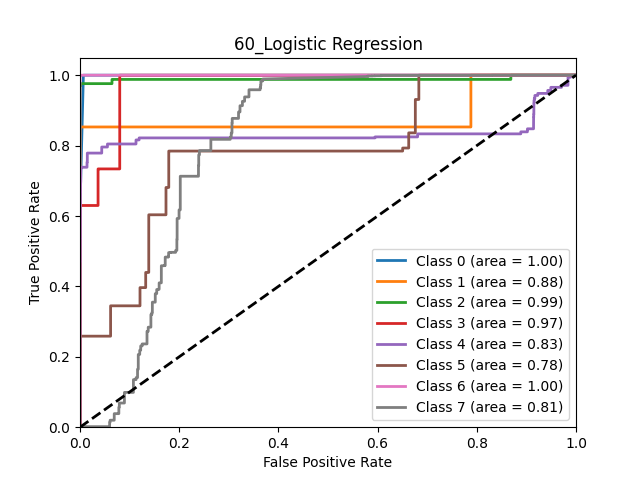 60_Logistic Regression
True Positive Rate
1.0
0.8
0.6
0.4
0.2
0.0
0.0 0.2 0.4 0.6 0.8 1.0
False Positive Rate
Class 0 (area = 1.00)
Class 1 (area = 0.88)
Class 2 (area = 0.99)
Class 3 (area = 0.97)
Class 4 (area = 0.83)
Class 5 (area = 0.78)
Class 6 (area = 1.00)
Class 7 (area = 0.81)